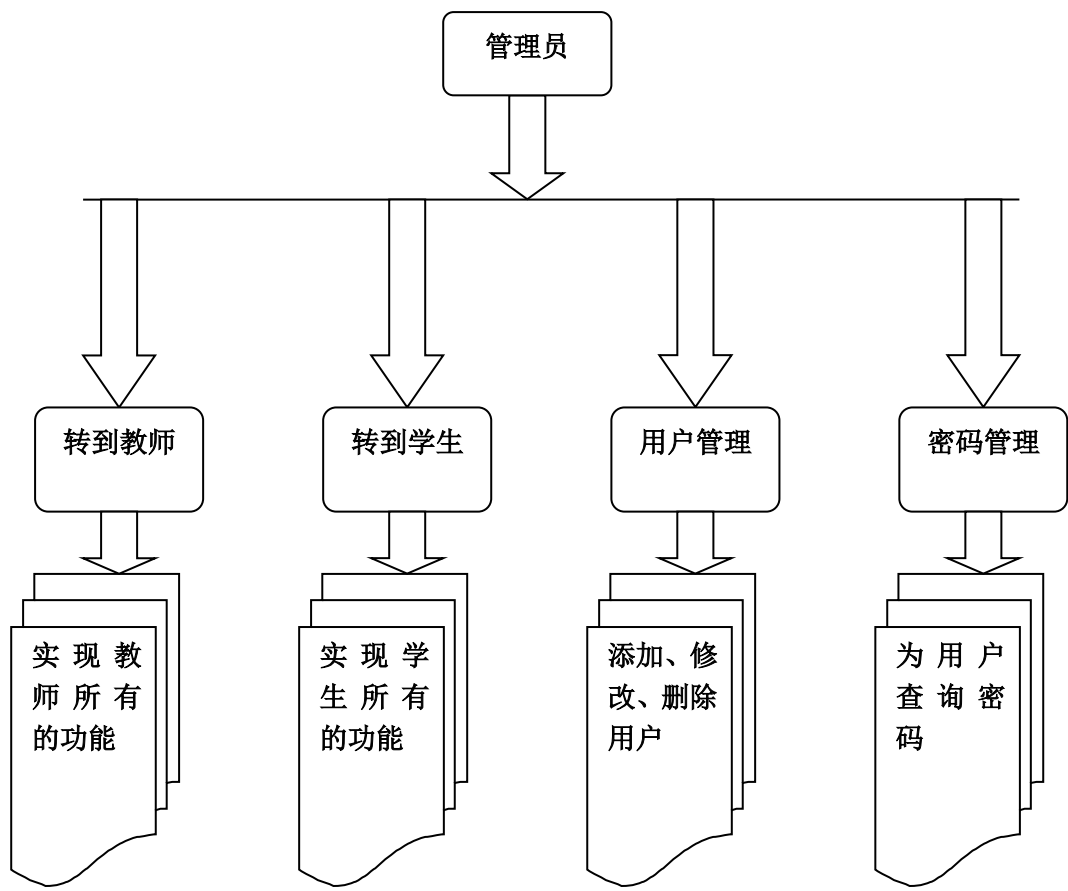 管理员
转到教师
转到学生
用户管理
密码管理
实现教
师所有
的功能
实现学
生所有
的功能
添加、修
改、删除
用户
为用户
查询密
码